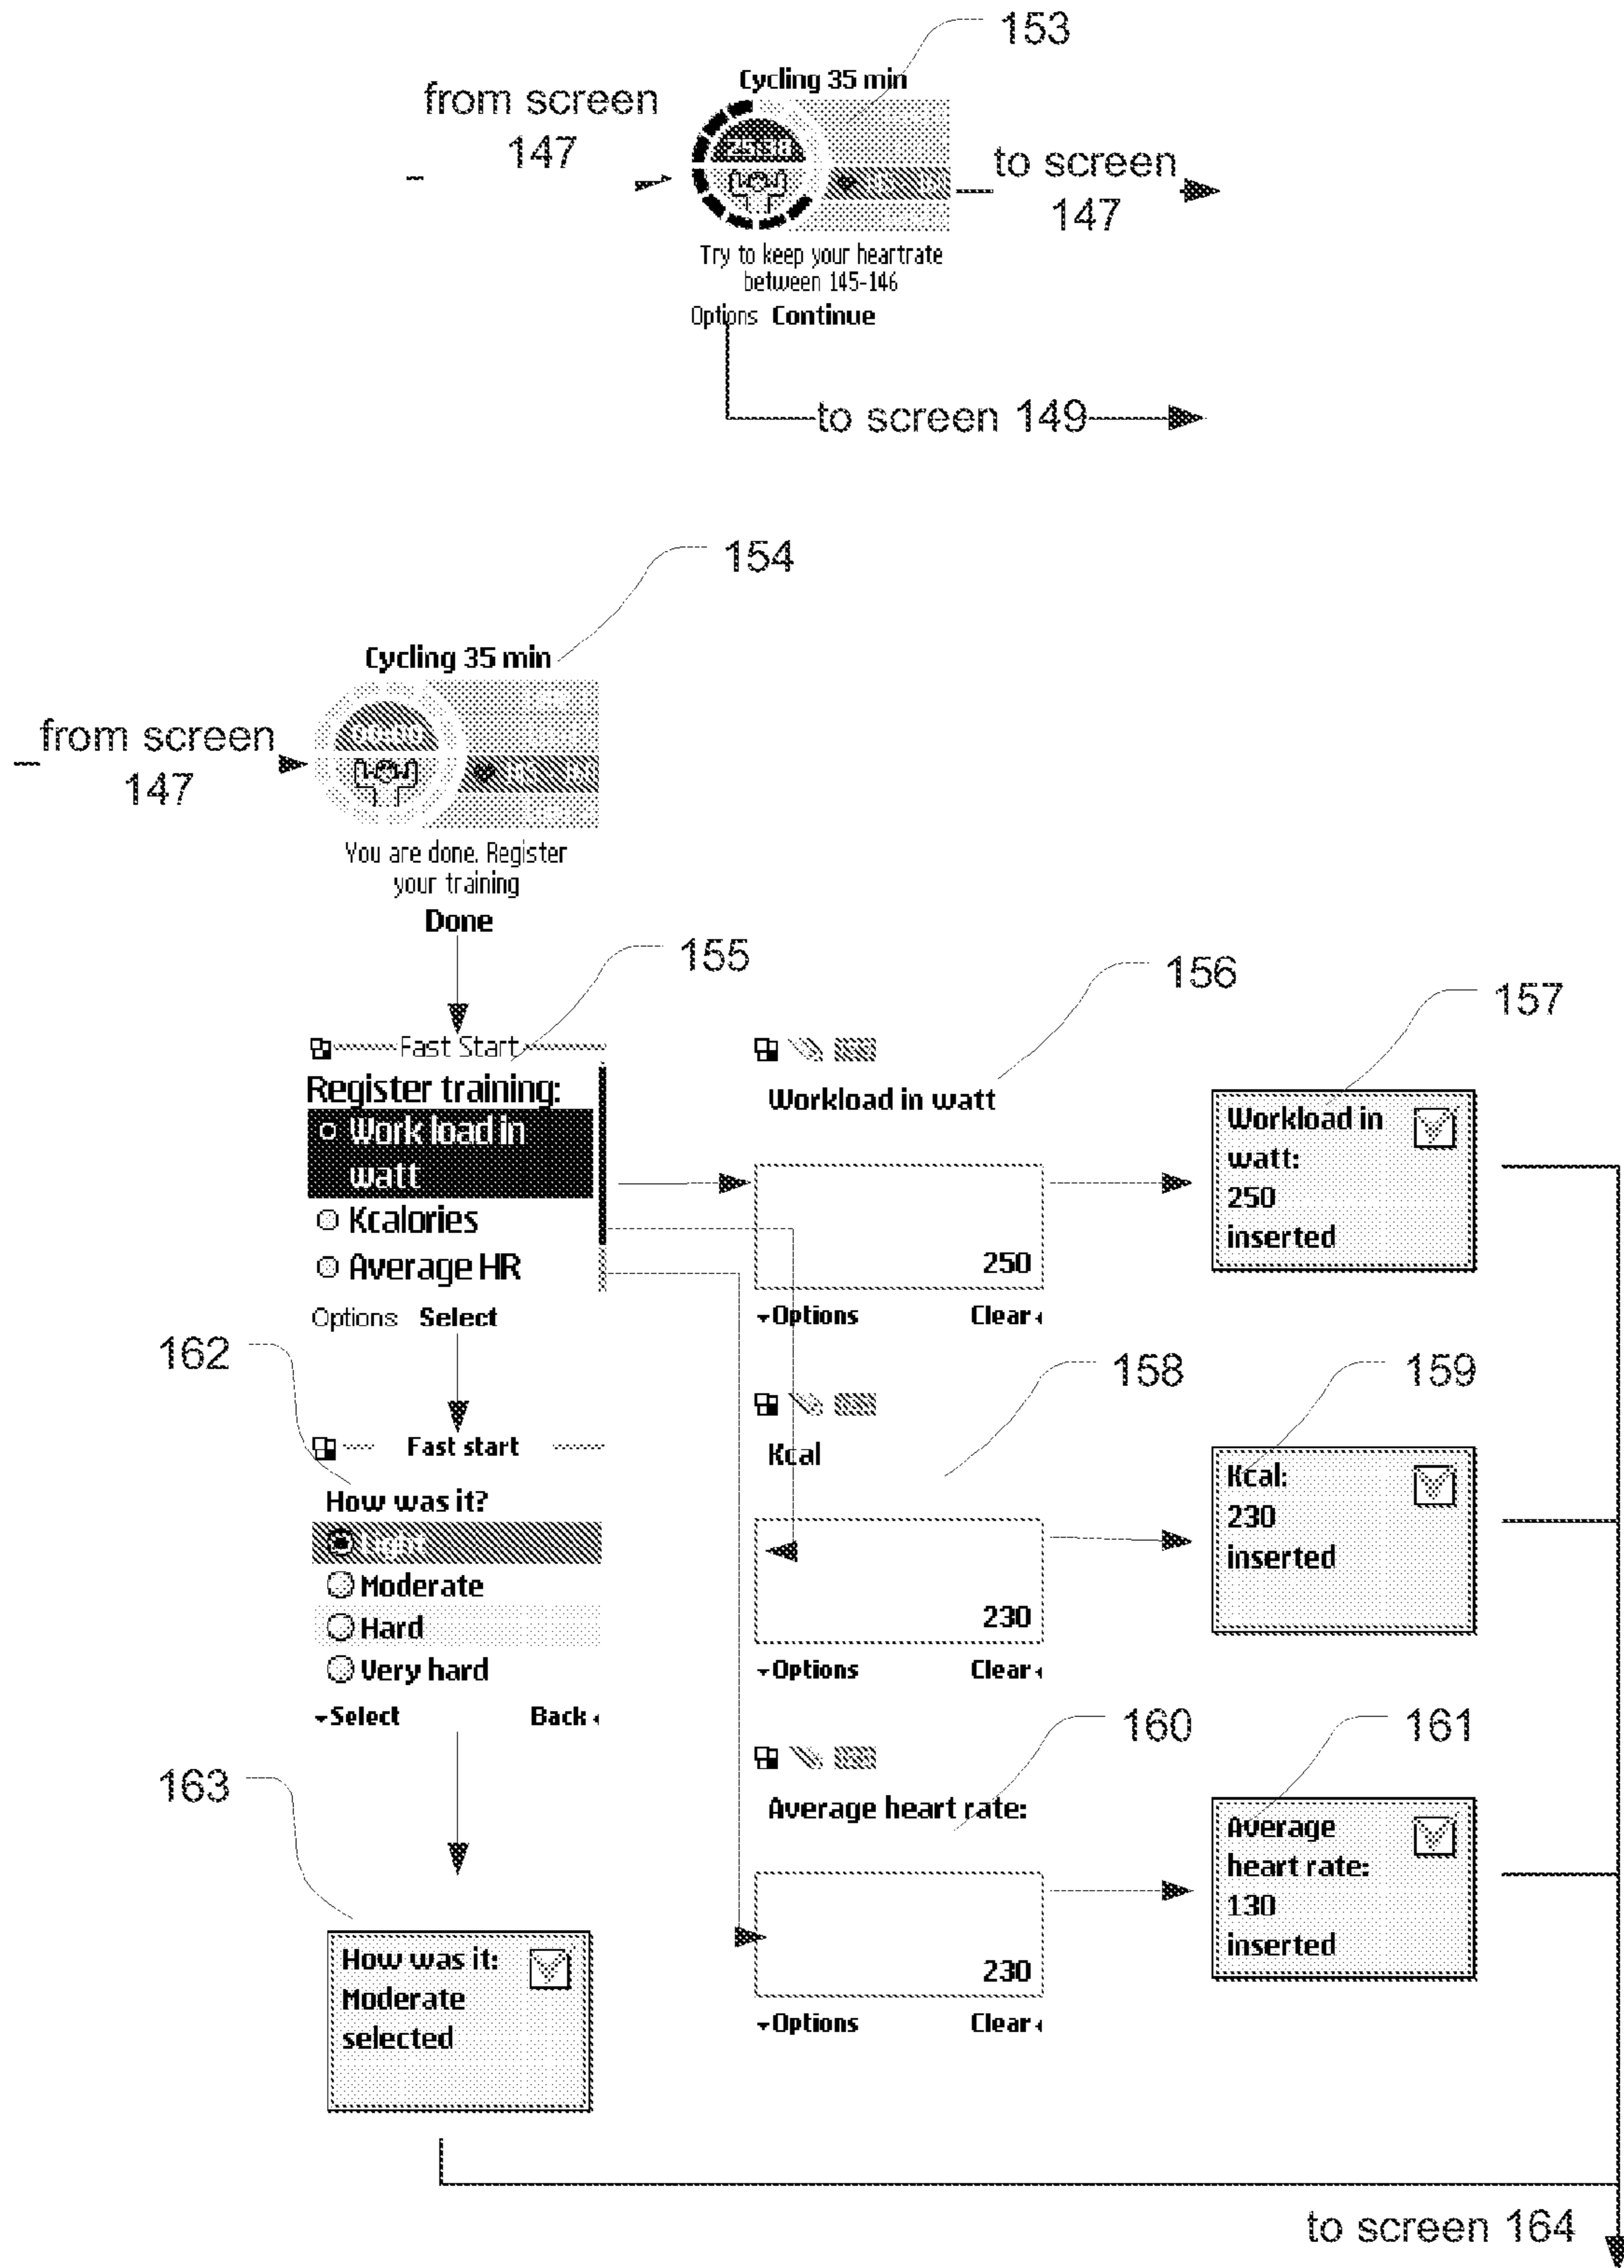 153
Cycling 35 min
from screen
147
25:38
to screen
147
Try to keep your heartrate
between 145-146
Options Continue
to screen 149
154
Cycling 35 min
from screen
147
00:00
You are done. Register
your training
Done
155
Fast Start
Register training:
Work load in
watt
Kcalories
Average HR
Options Select
156
Workload in watt
250
Options Clear
157
Workload in
watt:
250
inserted
158
Kcal
230
Options Clear
159
Kcal:
230
inserted
162
Fast start
How was it?
Light
Moderate
Hard
Very hard
Select Back
160
Average heart rate:
230
Options Clear
161
Average
heart rate:
130
inserted
163
How was it:
Moderate
selected
to screen 164